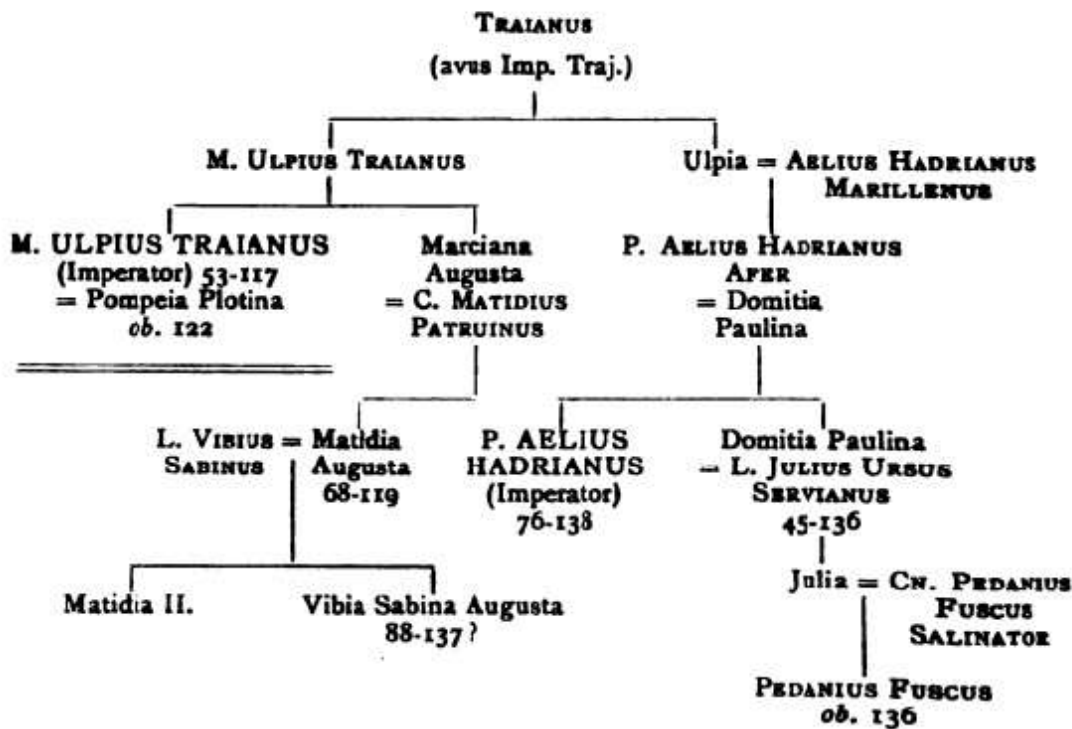 TRAIANUS
(avus Imp. Traj.)
M. ULPIUS TRAIANUS
Ulpia = AELIUS HADRIANUS
MARILLENUS
M. ULPIUS TRAIANUS
(Imperator) 53-117
= Pompeia Plotina
ob. 122
Marciana
Augusta
= C. MATIDIUS
PATRUINUS
P. AELIUS HADRIANUS
AFER
= Domitia
Paulina
L. VIBIUS = Matidia
SABINUS Augusta
68-119
P. AELIUS
HADRIANUS
(Imperator)
76-138
Domitia Paulina
= L. JULIUS URSUS
SERVIANUS
45-136
Matidia II.
Vibia Sabina Augusta
88-137?
Julia = CN. PEDANIUS
FUSCUS
SALINATOR
PEDANIUS FUSCUS
ob. 136